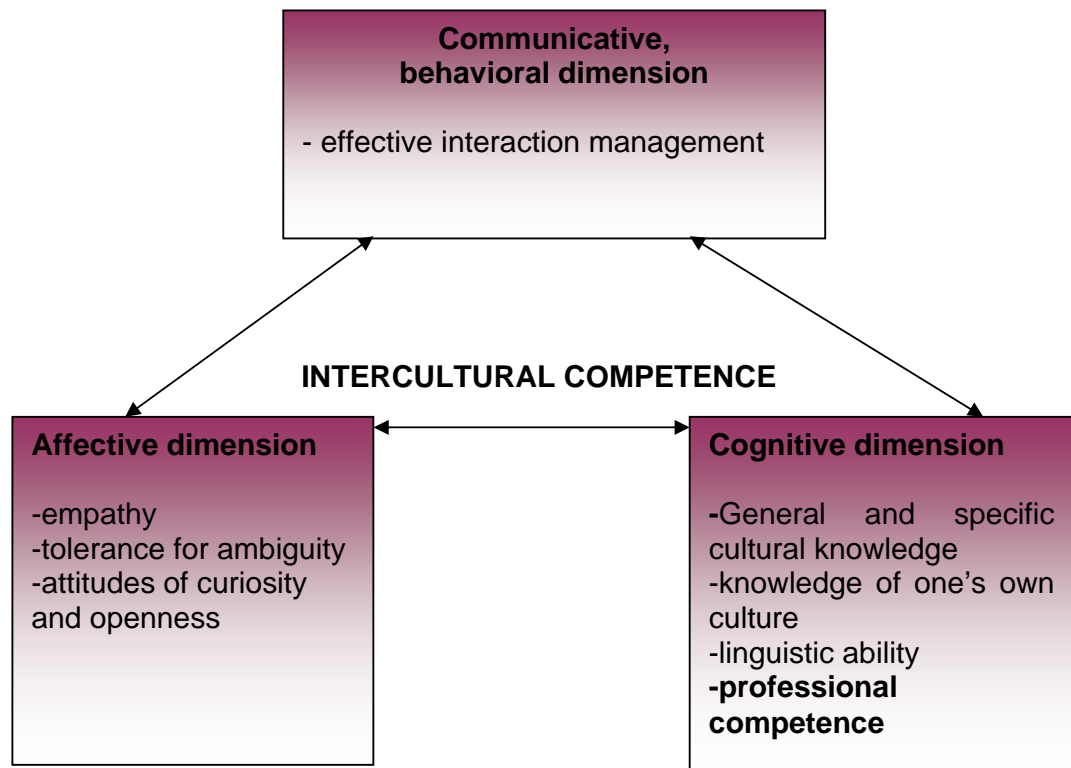 Communicative,
behavioral dimension
- effective interaction management
INTERCULTURAL COMPETENCE
Affective dimension
-empathy
-tolerance for ambiguity
-attitudes of curiosity
and openness
Cognitive dimension
-General and specific
cultural knowledge
-knowledge of one’s own
culture
-linguistic ability
-professional
competence